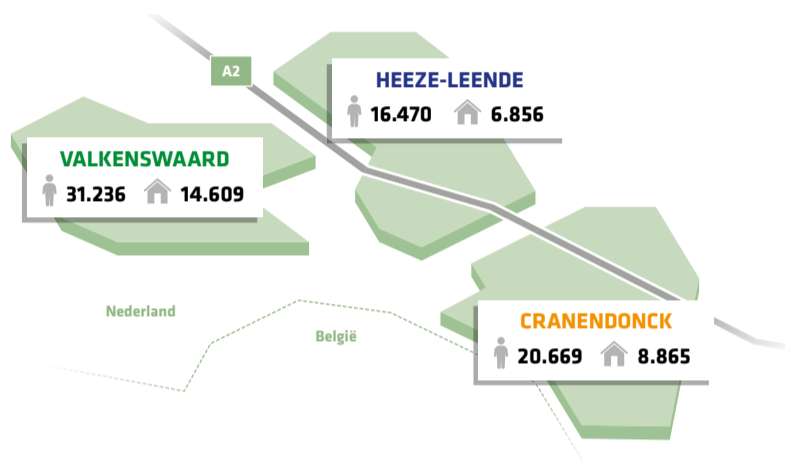 A2
HEEZE-LEENDE
16.470 6.856
VALKENSWAARD
31.236 14.609
Nederland
België
CRANENDONCK
20.669 8.865